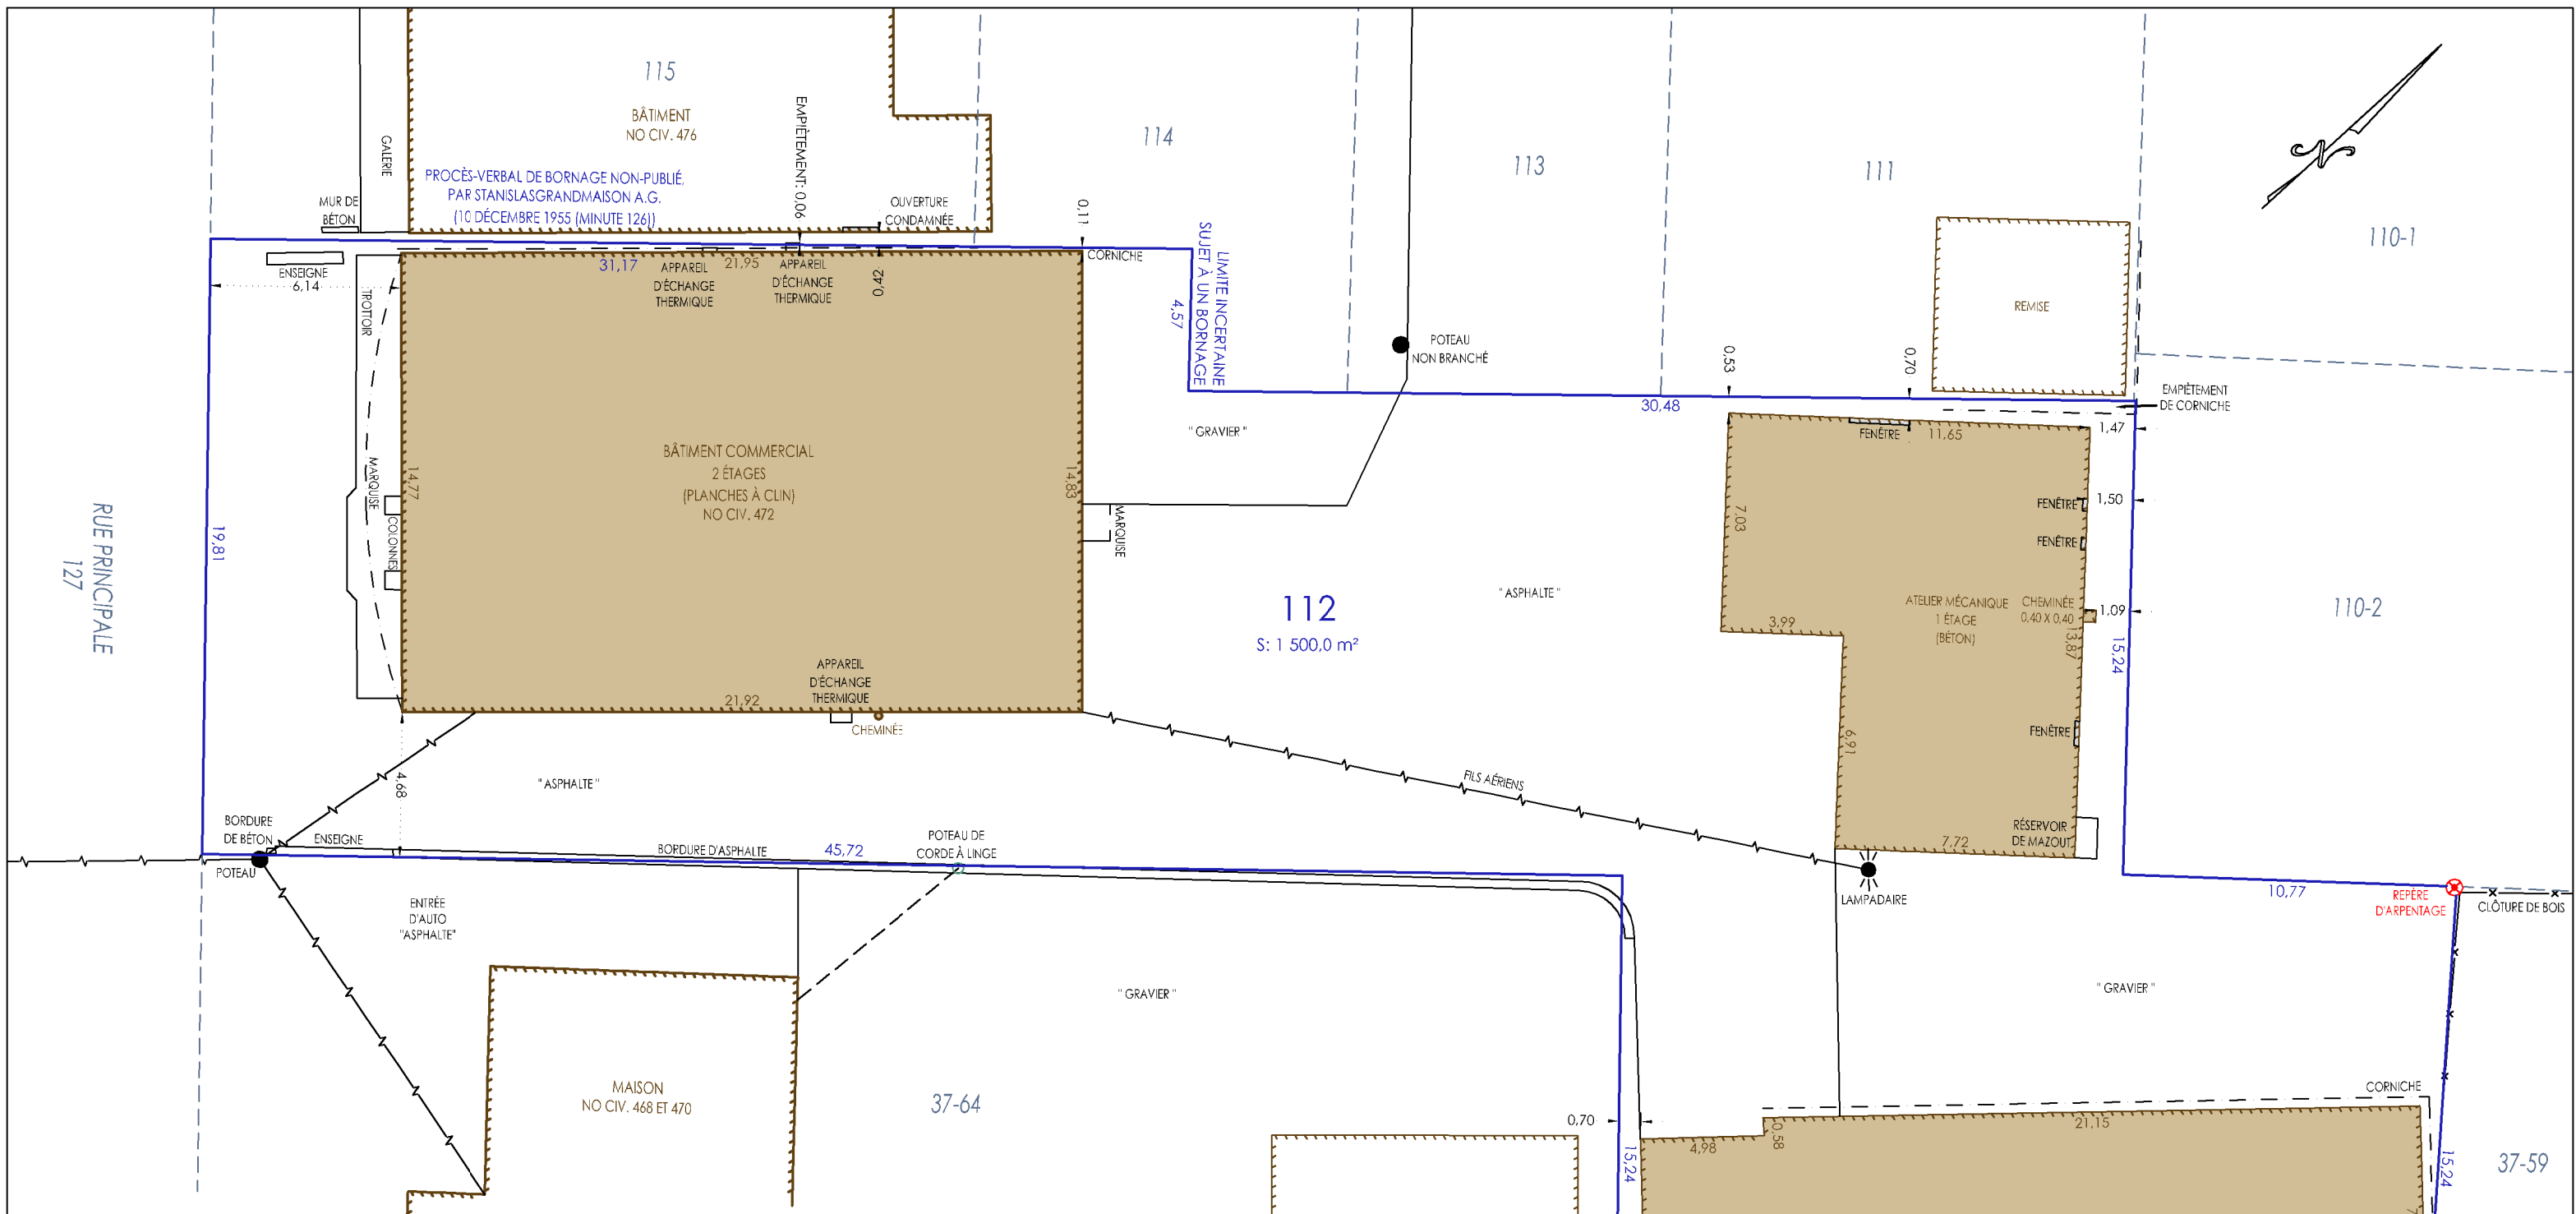 115
BÂTIMENT
NO CIV. 476
114
113
111
110-1
GALERIE
EMPIÈTEMENT: 0,06
PROCÈS-VERBAL DE BORNAGE NON-PUBLIÉ,
PAR STANISLASGRANDMAISON A.G.
(10 DÉCEMBRE 1955 (MINUTE 126))
MUR DE
BÉTON
OUVERTURE
CONDAMNÉE
0,11
CORNICHE
ENSEIGNE
6,14
31,17
21,95
APPAREIL
D'ÉCHANGE
THERMIQUE
APPAREIL
D'ÉCHANGE
THERMIQUE
0,42
LIMITE INCERTAINE
SUJET À UN BORNAGE
4,57
TROTTOIR
MARQUISE
COLONNES
14,77
BÂTIMENT COMMERCIAL
2 ÉTAGES
(PLANCHES À CLIN)
NO CIV. 472
14,83
MARQUISE
" GRAVIER "
POTEAU
NON BRANCHÉ
REMISE
0,53
0,70
30,48
EMPIÈTEMENT
DE CORNICHE
1,47
FENÊTRE
11,65
1,50
FENÊTRE
FENÊTRE
7,03
RUE PRINCIPALE
127
19,81
112
S: 1 500,0 m²
" ASPHALTE "
ATELIER MÉCANIQUE
1 ÉTAGE
(BÉTON)
CHEMINÉE
0,40 X 0,40
1,09
3,99
13,87
15,24
110-2
6,91
FENÊTRE
APPAREIL
D'ÉCHANGE
THERMIQUE
21,92
CHEMINÉE
4,68
" ASPHALTE "
FILS AÉRIENS
RÉSERVOIR
DE MAZOUT
7,72
BORDURE
DE BÉTON
ENSEIGNE
BORDURE D'ASPHALTE
45,72
POTEAU DE
CORDE À LINGE
POTEAU
LAMPADAIRE
10,77
REPÈRE
D'ARPENTAGE
CLÔTURE DE BOIS
ENTRÉE
D'AUTO
"ASPHALTE"
" GRAVIER "
" GRAVIER "
MAISON
NO CIV. 468 ET 470
37-64
0,70
15,24
4,98
0,58
21,15
CORNICHE
15,24
37-59